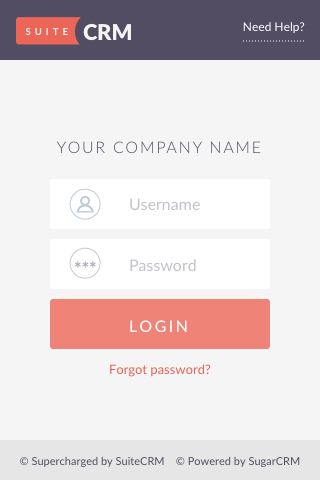 SUITE CRM
Need Help?
YOUR COMPANY NAME
Username
***
Password
LOGIN
Forgot password?
© Supercharged by SuiteCRM © Powered by SugarCRM